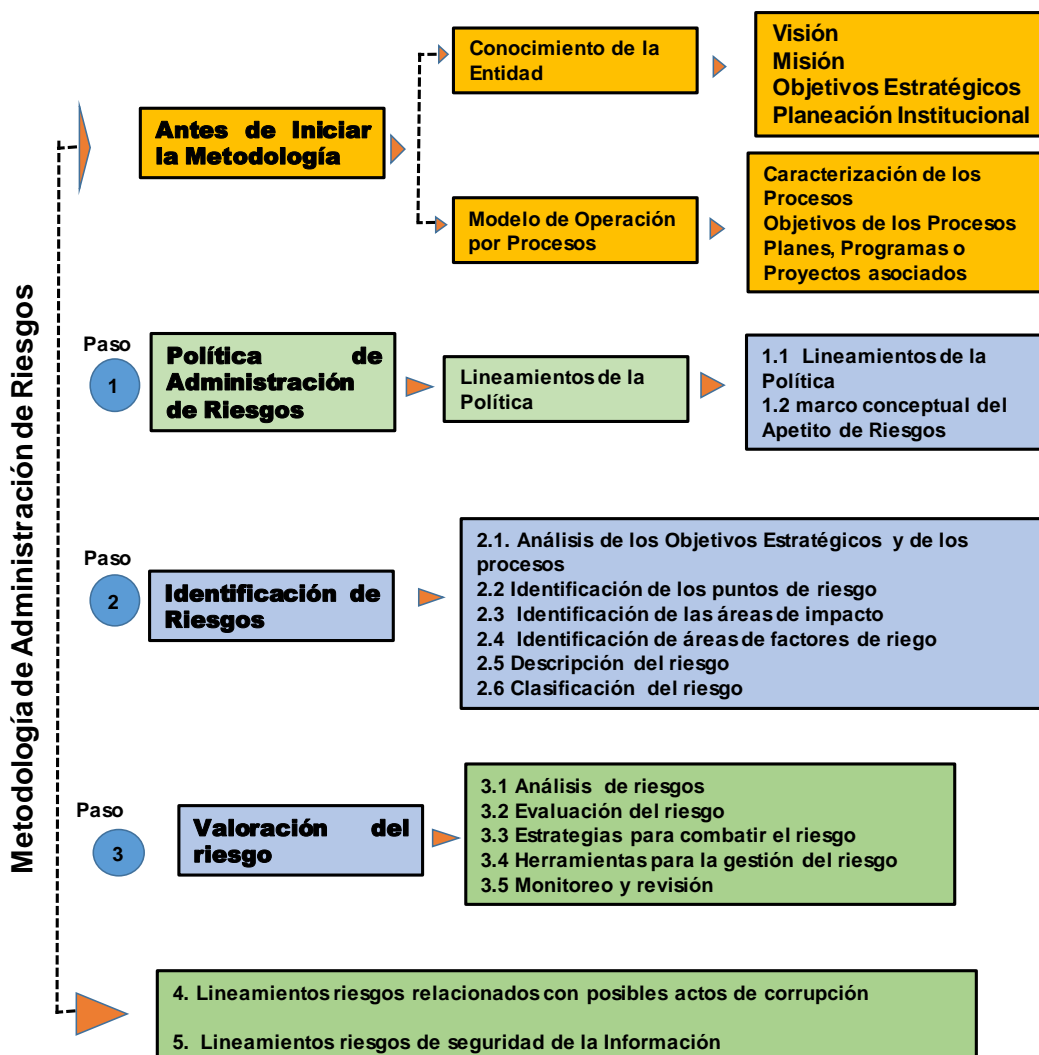 Metodología de Administración de Riesgos
Antes de Iniciar
la Metodología
Conocimiento de la
Entidad
Visión
Misión
Objetivos Estratégicos
Planeación Institucional
Modelo de Operación
por Procesos
Caracterización de los
Procesos
Objetivos de los Procesos
Planes, Programas o
Proyectos asociados
Paso
1
Política de
Administración
de Riesgos
Lineamientos de la
Política
1.1 Lineamientos de la
Política
1.2 marco conceptual del
Apetito de Riesgos
Paso
2
Identificación de
Riesgos
2.1. Análisis de los Objetivos Estratégicos y de los
procesos
2.2 Identificación de los puntos de riesgo
2.3 Identificación de las áreas de impacto
2.4 Identificación de áreas de factores de riego
2.5 Descripción del riesgo
2.6 Clasificación del riesgo
Paso
3
Valoración del
riesgo
3.1 Análisis de riesgos
3.2 Evaluación del riesgo
3.3 Estrategias para combatir el riesgo
3.4 Herramientas para la gestión del riesgo
3.5 Monitoreo y revisión
4. Lineamientos riesgos relacionados con posibles actos de corrupción
5. Lineamientos riesgos de seguridad de la Información